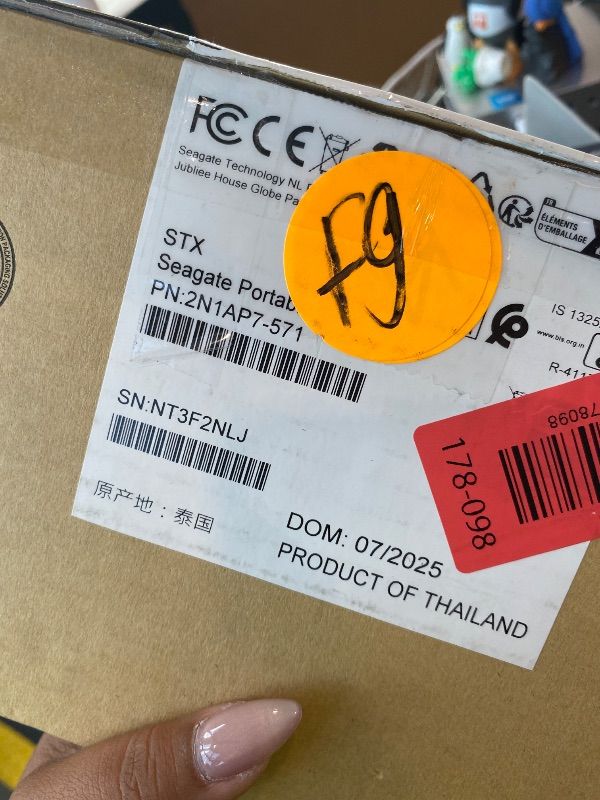 FC CE
Seagate Technology NL
Jubliee House Globe Pa
ÉLÉMENTS
D'EMBALLAGE
F9
STX
Seagate Portab
PN:2N1AP7-571
IS 1325
www.bis.org.in
R-411
SN:NT3F2NLJ
78098
178-098
原产地：泰国
DOM: 07/2025
PRODUCT OF THAILAND